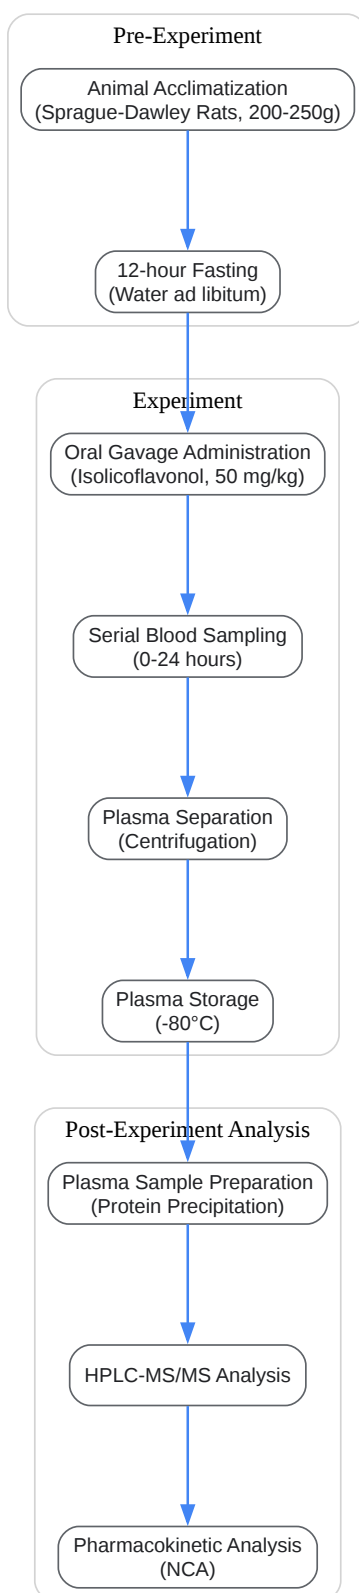 Pre-Experiment
Animal Acclimatization
(Sprague-Dawley Rats, 200-250g)
12-hour Fasting
(Water ad libitum)
Experiment
Oral Gavage Administration
(Isolicoflavonol, 50 mg/kg)
Serial Blood Sampling
(0-24 hours)
Plasma Separation
(Centrifugation)
Plasma Storage
(-80°C)
Post-Experiment Analysis
Plasma Sample Preparation
(Protein Precipitation)
HPLC-MS/MS Analysis
Pharmacokinetic Analysis
(NCA)